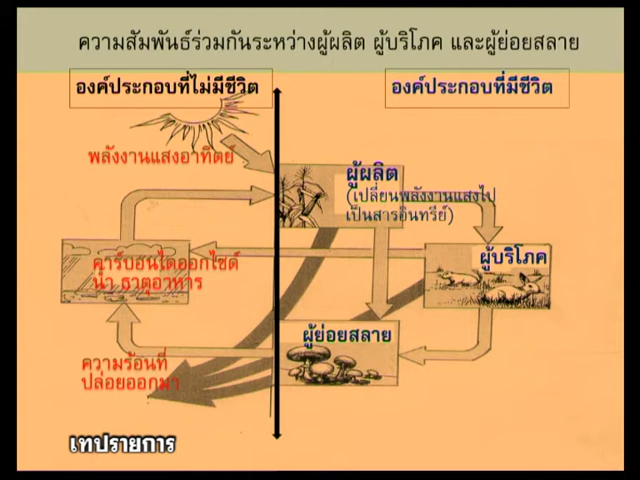 ความสัมพันธ์ร่วมกันระหว่างผู้ผลิต ผู้บริโภค และผู้ย่อยสลาย
องค์ประกอบที่ไม่มีชีวิต
องค์ประกอบที่มีชีวิต
พลังงานแสงอาทิตย์
ผู้ผลิต
(เปลี่ยนพลังงานแสงไป
เป็นสารอินทรีย์)
คาร์บอนไดออกไซด์
น้ำ ธาตุอาหาร
ผู้บริโภค
ผู้ย่อยสลาย
ความร้อนที่
ปล่อยออกมา
เทปรายการ